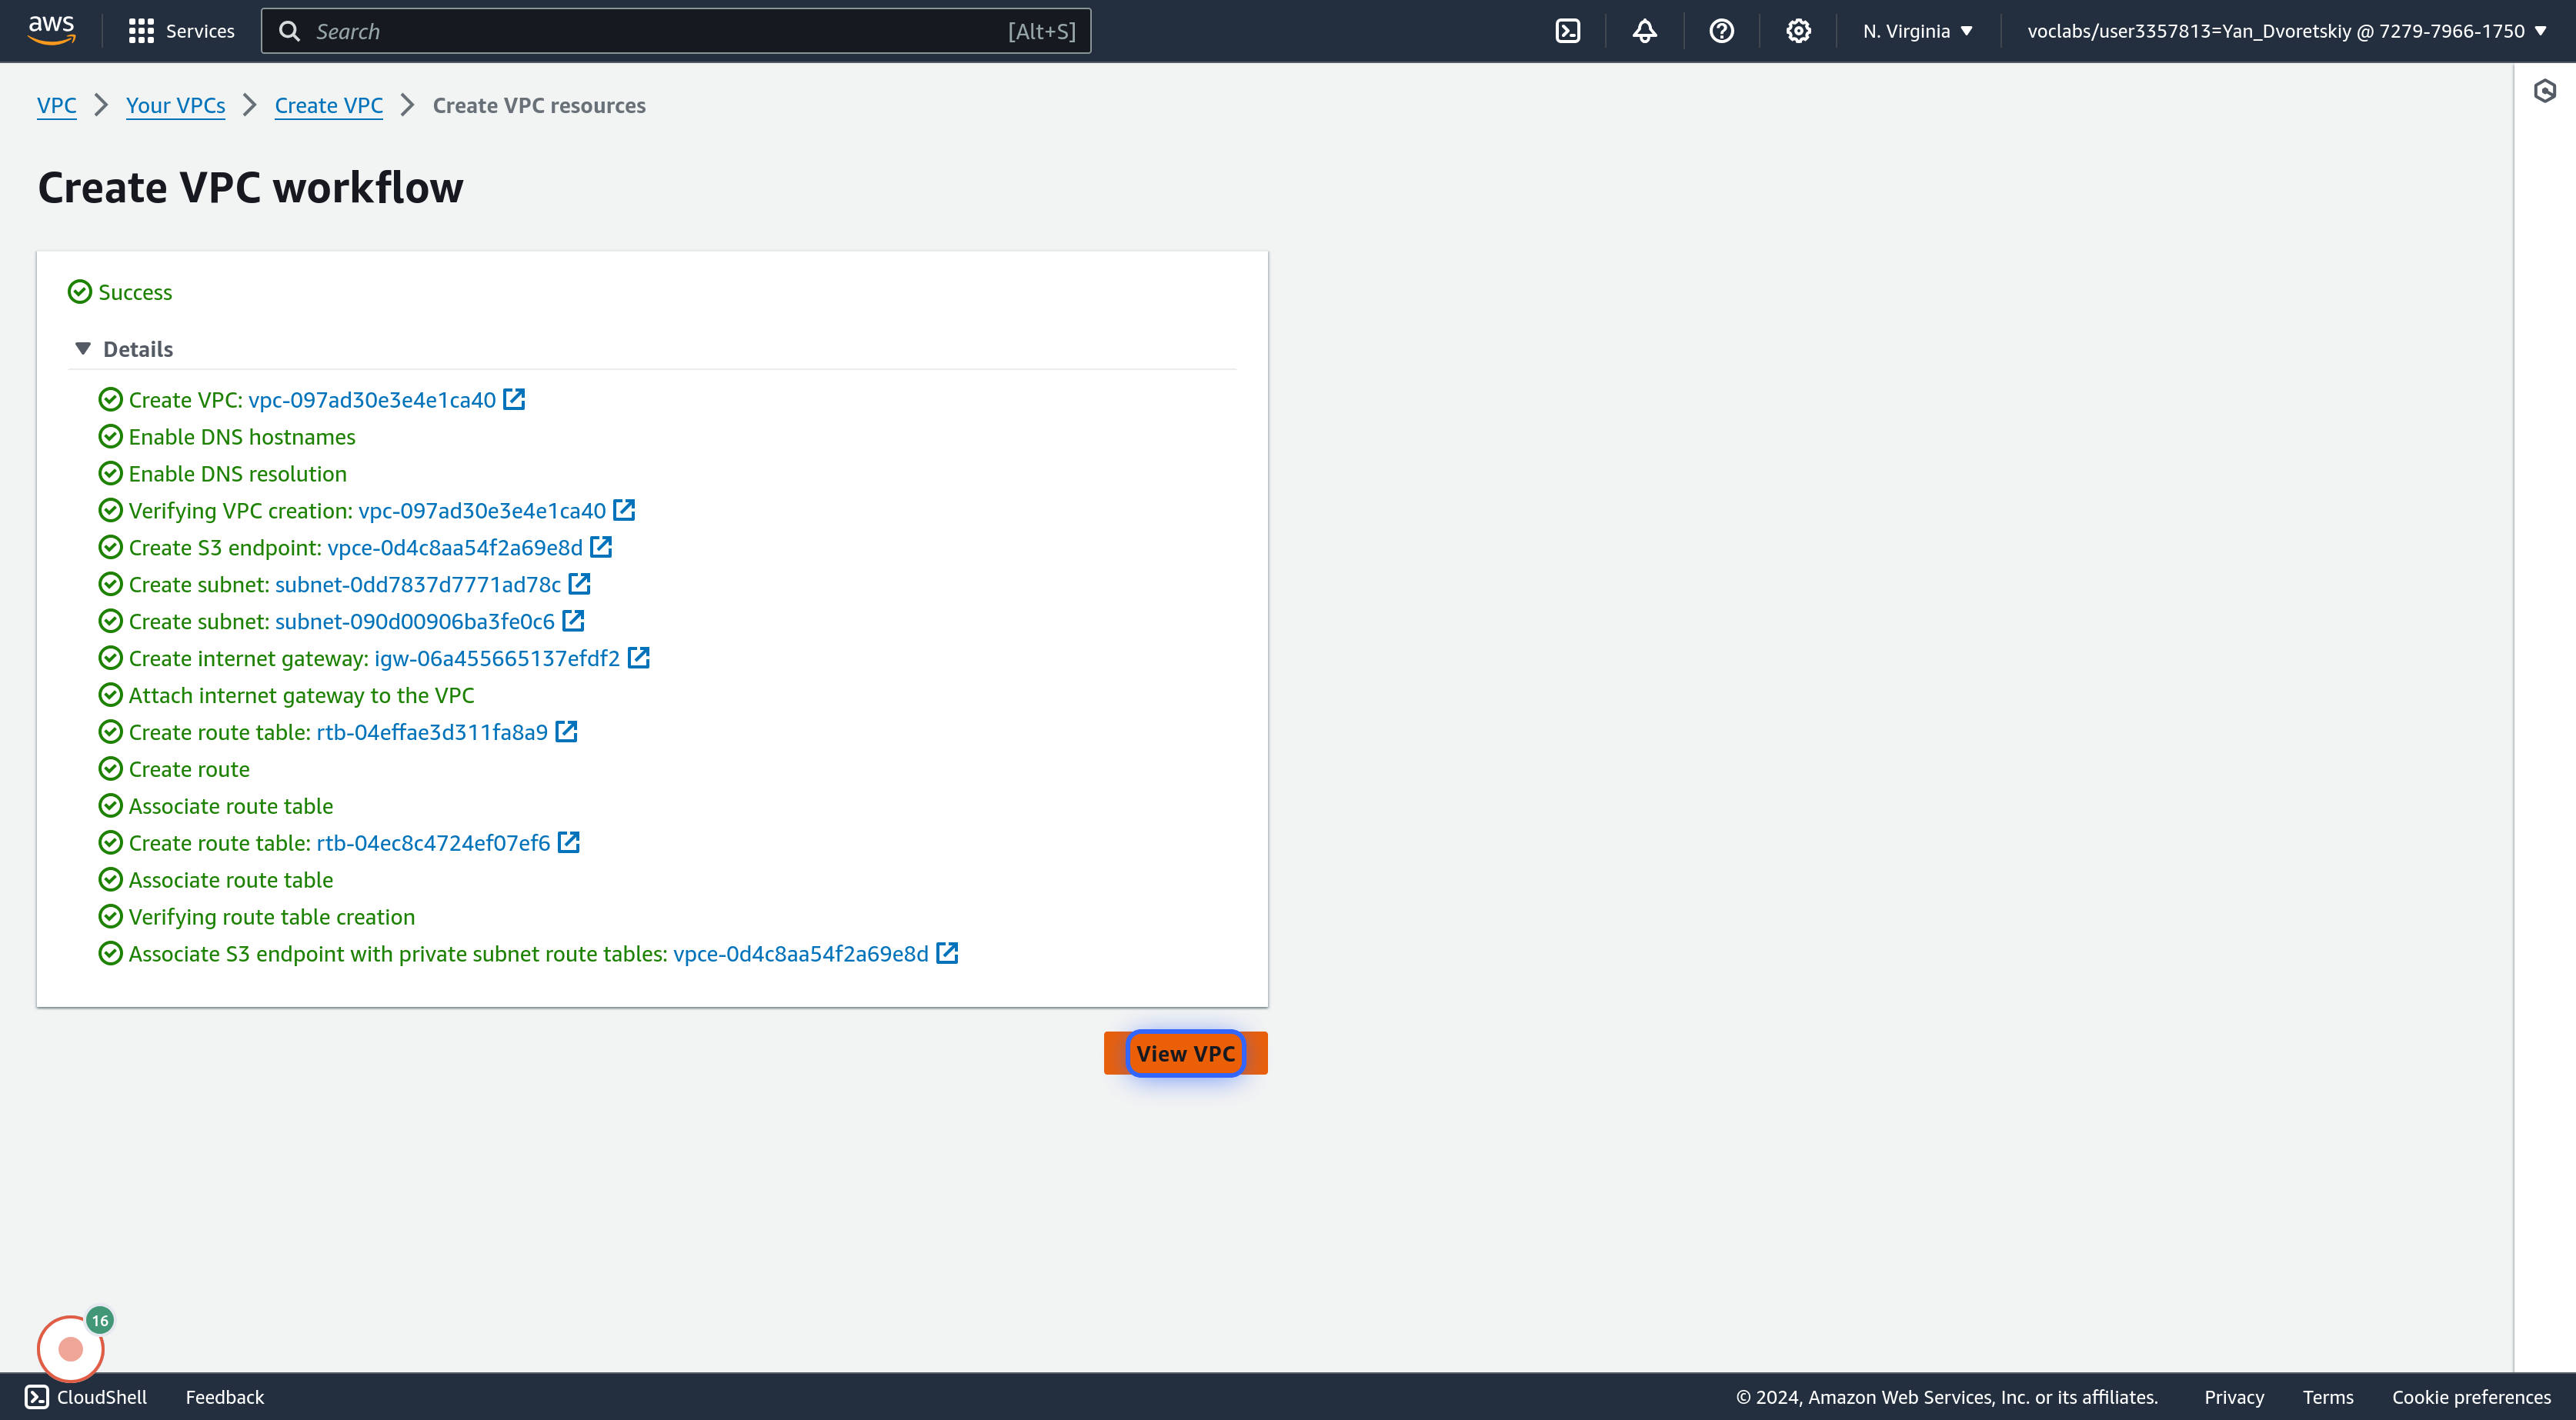 aws Services Search [Alt+S] N. Virginia voclabs/user3357813=Yan_Dvoretskiy @ 7279-7966-1750
VPC Your VPCs Create VPC Create VPC resources
Create VPC workflow
Success
Details
Create VPC: vpc-097ad30e3e4e1ca40
Enable DNS hostnames
Enable DNS resolution
Verifying VPC creation: vpc-097ad30e3e4e1ca40
Create S3 endpoint: vpce-0d4c8aa54f2a69e8d
Create subnet: subnet-0dd7837d7771ad78c
Create subnet: subnet-090d00906ba3fe0c6
Create internet gateway: igw-06a455665137efdf2
Attach internet gateway to the VPC
Create route table: rtb-04effae3d311fa8a9
Create route
Associate route table
Create route table: rtb-04ec8c4724ef07ef6
Associate route table
Verifying route table creation
Associate S3 endpoint with private subnet route tables: vpce-0d4c8aa54f2a69e8d
View VPC
16
CloudShell Feedback © 2024, Amazon Web Services, Inc. or its affiliates. Privacy Terms Cookie preferences